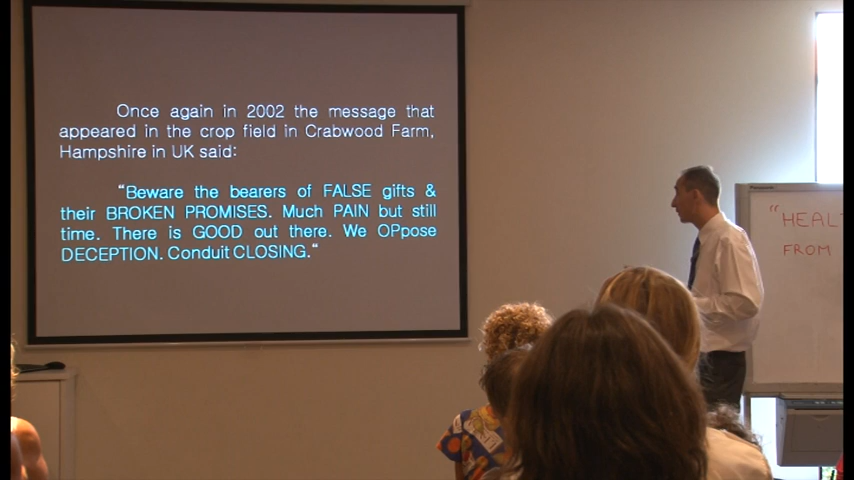 Once again in 2002 the message that
appeared in the crop field in Crabwood Farm,
Hampshire in UK said:
"Beware the bearers of FALSE gifts &
their BROKEN PROMISES. Much PAIN but still
time. There is GOOD out there. We OPpose
DECEPTION. Conduit CLOSING."
Panasonic
"HEAL
FROM